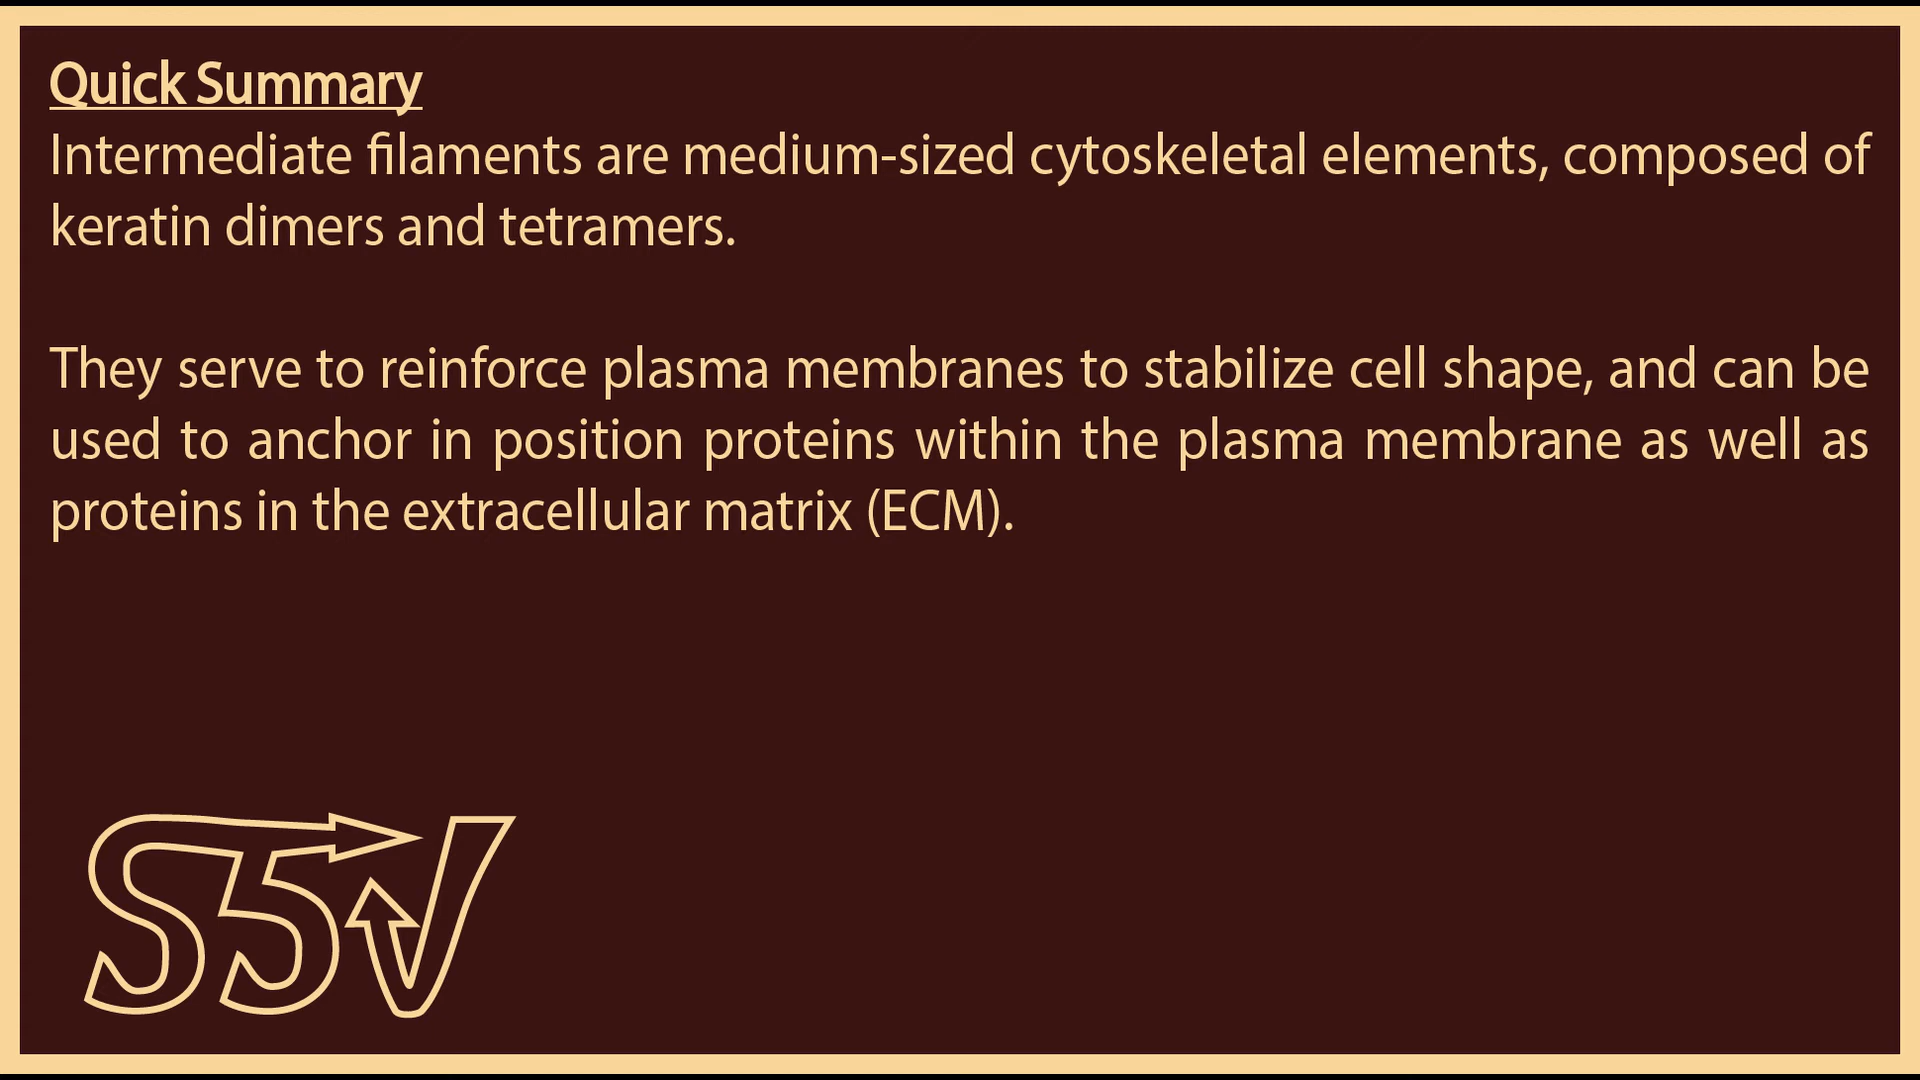 Quick Summary
Intermediate filaments are medium-sized cytoskeletal elements, composed of
keratin dimers and tetramers.
They serve to reinforce plasma membranes to stabilize cell shape, and can be
used to anchor in position proteins within the plasma membrane as well as
proteins in the extracellular matrix (ECM).
S5V